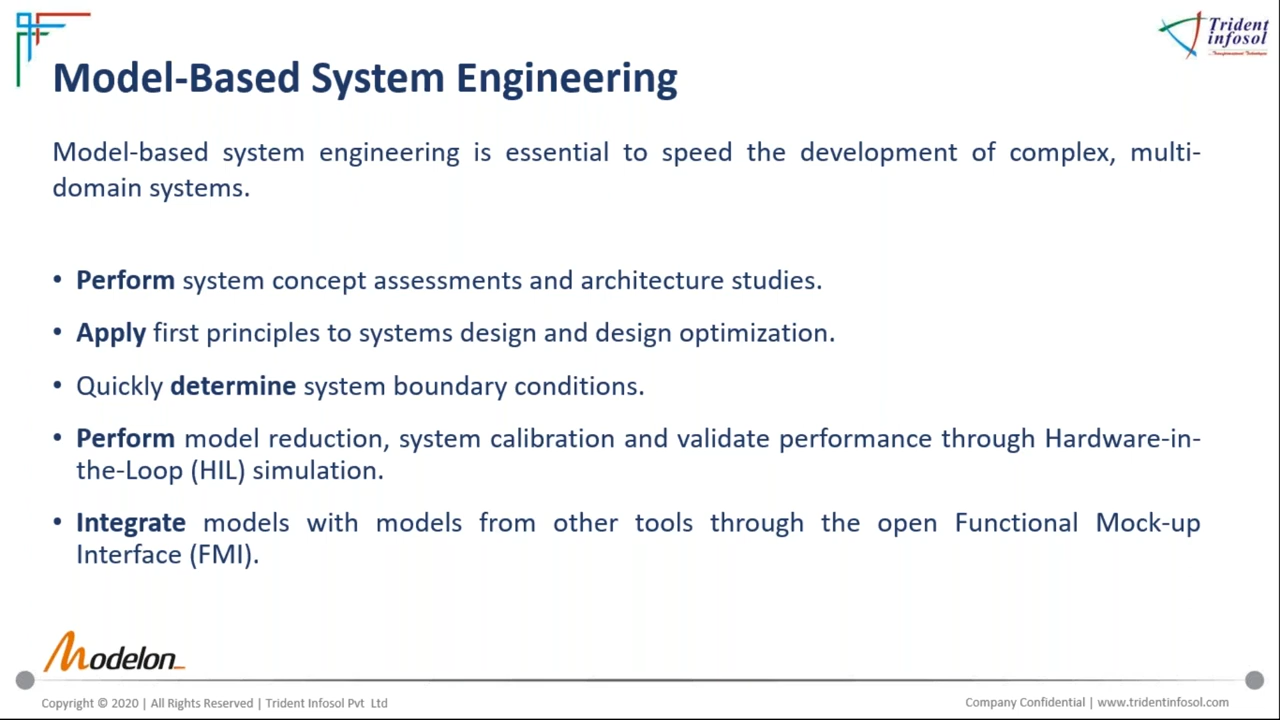 Trident
infosol
Model-Based System Engineering
Model-based system engineering is essential to speed the development of complex, multi-
domain systems.
• Perform system concept assessments and architecture studies.
• Apply first principles to systems design and design optimization.
• Quickly determine system boundary conditions.
• Perform model reduction, system calibration and validate performance through Hardware-in-
the-Loop (HIL) simulation.
• Integrate models with models from other tools through the open Functional Mock-up
Interface (FMI).
Modelon
Copyright © 2020 | All Rights Reserved | Trident Infosol Pvt Ltd
Company Confidential | www.tridentinfosol.com